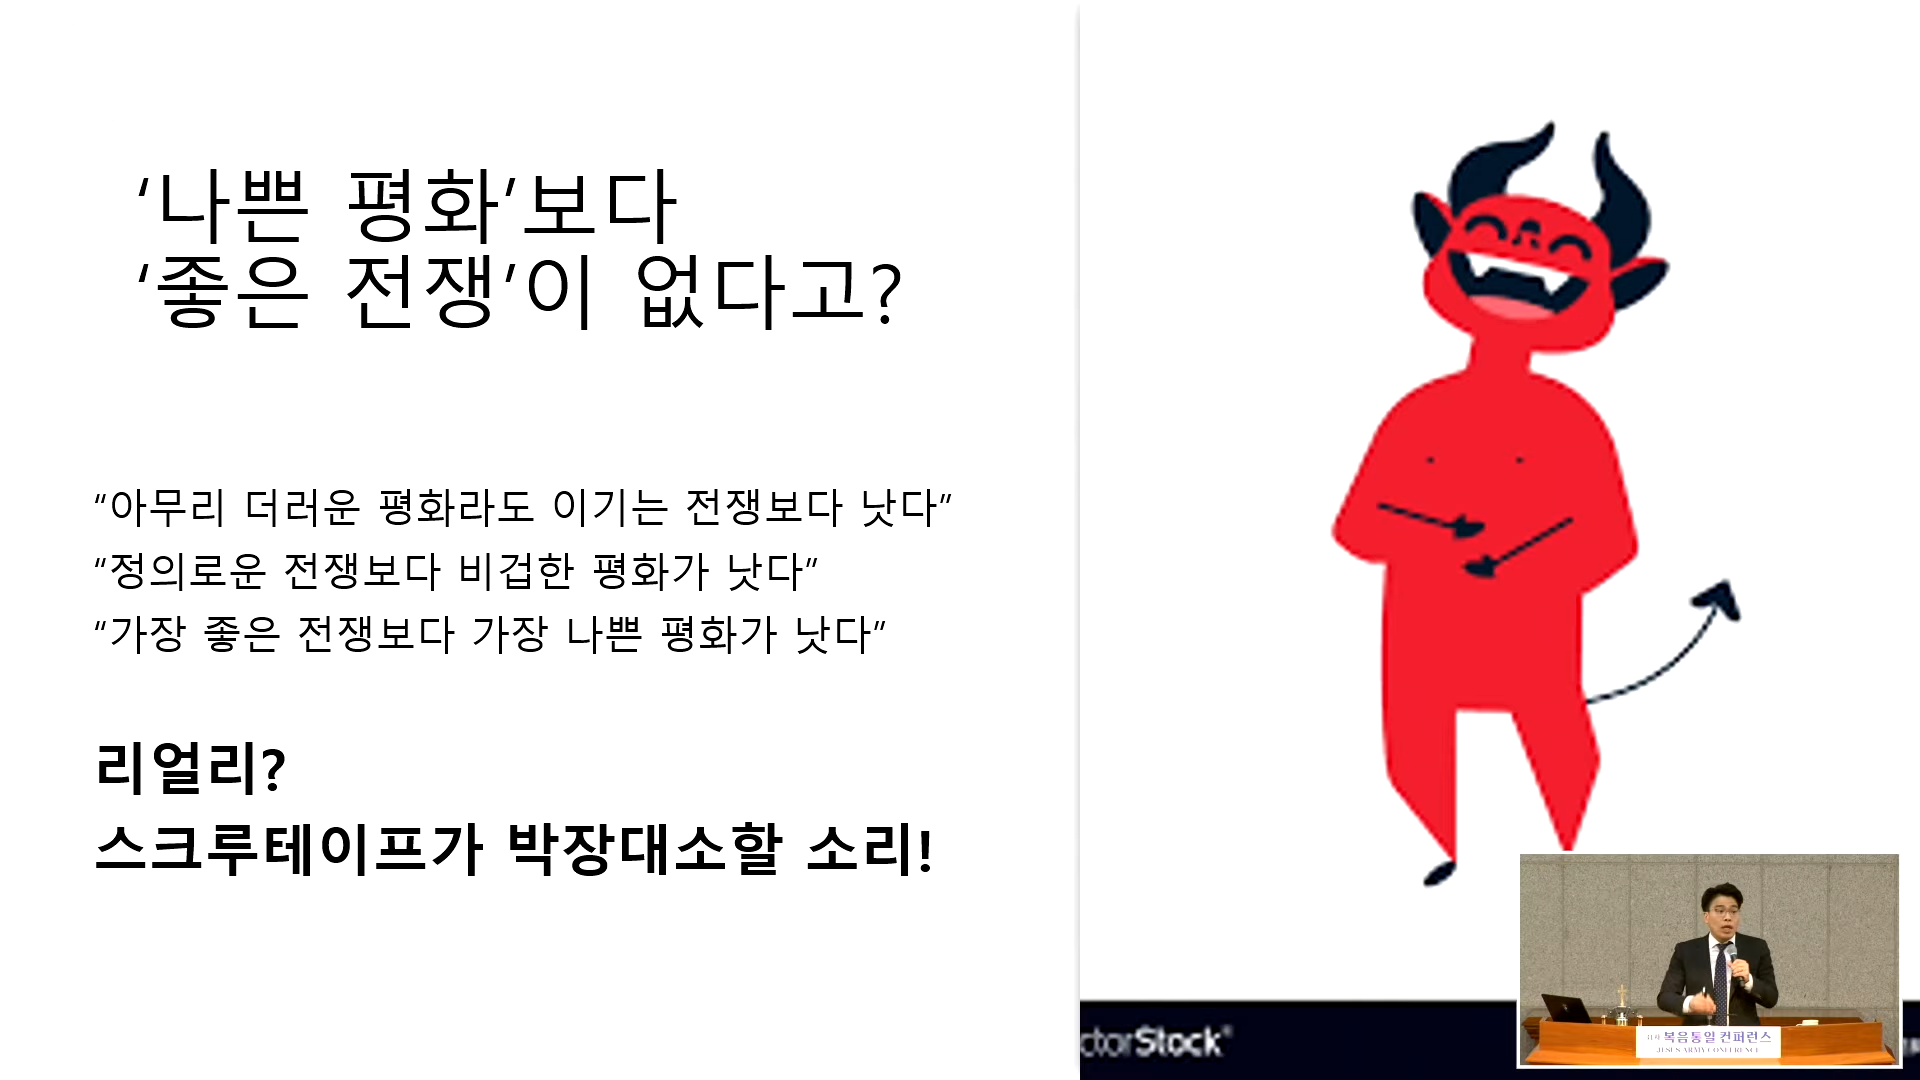 ‘나쁜 평화’보다
‘좋은 전쟁’이 없다고?
“아무리 더러운 평화라도 이기는 전쟁보다 낫다”
“정의로운 전쟁보다 비겁한 평화가 낫다”
“가장 좋은 전쟁보다 가장 나쁜 평화가 낫다”
리얼리?
스크루테이프가 박장대소할 소리!
ctorStock®
복음통일 컨퍼런스
JESUS ARMY CONFERENCE